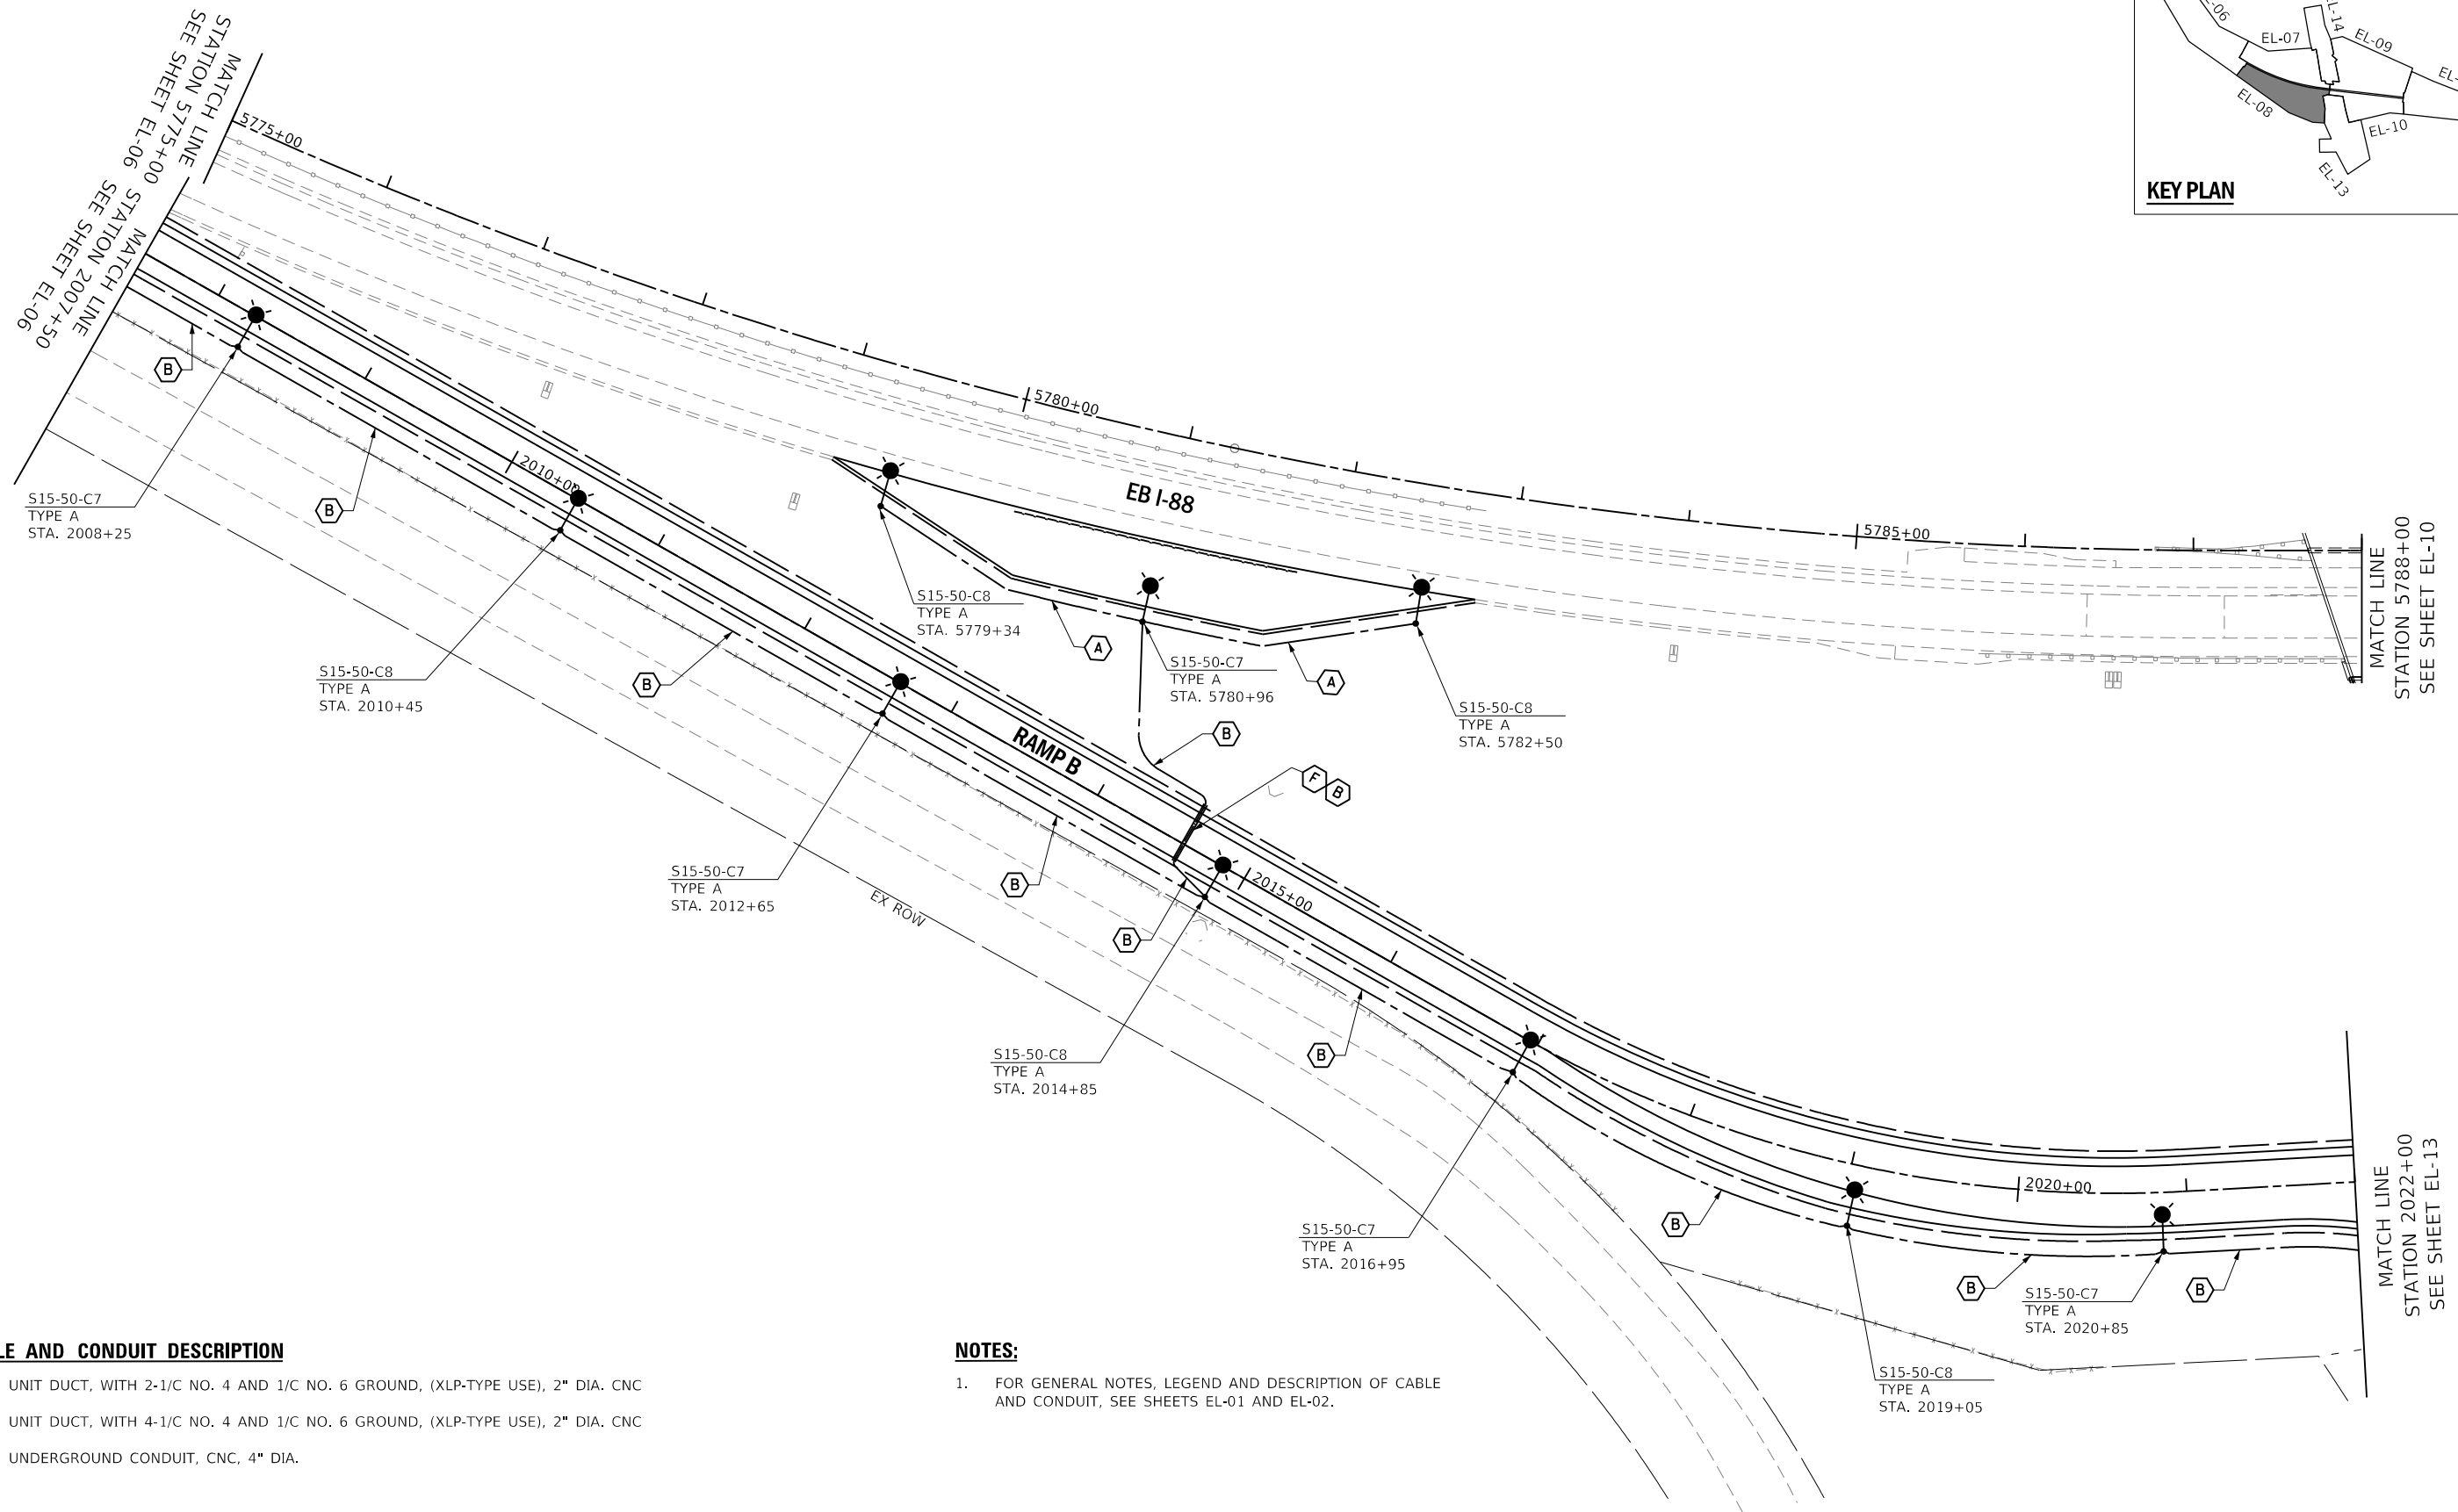 MATCH LINE
STATION 5775+00
SEE SHEET EL-06
MATCH LINE
STATION 2007+50
SEE SHEET EL-06
5775+00
5780+00
5785+00
EB I-88
EL-07
EL-09
EL-08
EL-10
EL-13
KEY PLAN
B
S15-50-C7
TYPE A
STA. 2008+25
B
2010+00
S15-50-C8
TYPE A
STA. 2010+45
B
S15-50-C8
TYPE A
STA. 5779+34
A
S15-50-C7
TYPE A
STA. 5780+96
A
S15-50-C8
TYPE A
STA. 5782+50
MATCH LINE
STATION 5788+00
SEE SHEET EL-10
RAMP B
B
F
B
S15-50-C7
TYPE A
STA. 2012+65
EX ROW
B
B
2015+00
S15-50-C8
TYPE A
STA. 2014+85
B
S15-50-C7
TYPE A
STA. 2016+95
B
2020+00
B
S15-50-C7
TYPE A
STA. 2020+85
B
S15-50-C8
TYPE A
STA. 2019+05
MATCH LINE
STATION 2022+00
SEE SHEET EL-13
AND CONDUIT DESCRIPTION
UNIT DUCT, WITH 2-1/C NO. 4 AND 1/C NO. 6 GROUND, (XLP-TYPE USE), 2" DIA. CNC
UNIT DUCT, WITH 4-1/C NO. 4 AND 1/C NO. 6 GROUND, (XLP-TYPE USE), 2" DIA. CNC
UNDERGROUND CONDUIT, CNC, 4" DIA.
NOTES:
1. FOR GENERAL NOTES, LEGEND AND DESCRIPTION OF CABLE
AND CONDUIT, SEE SHEETS EL-01 AND EL-02.